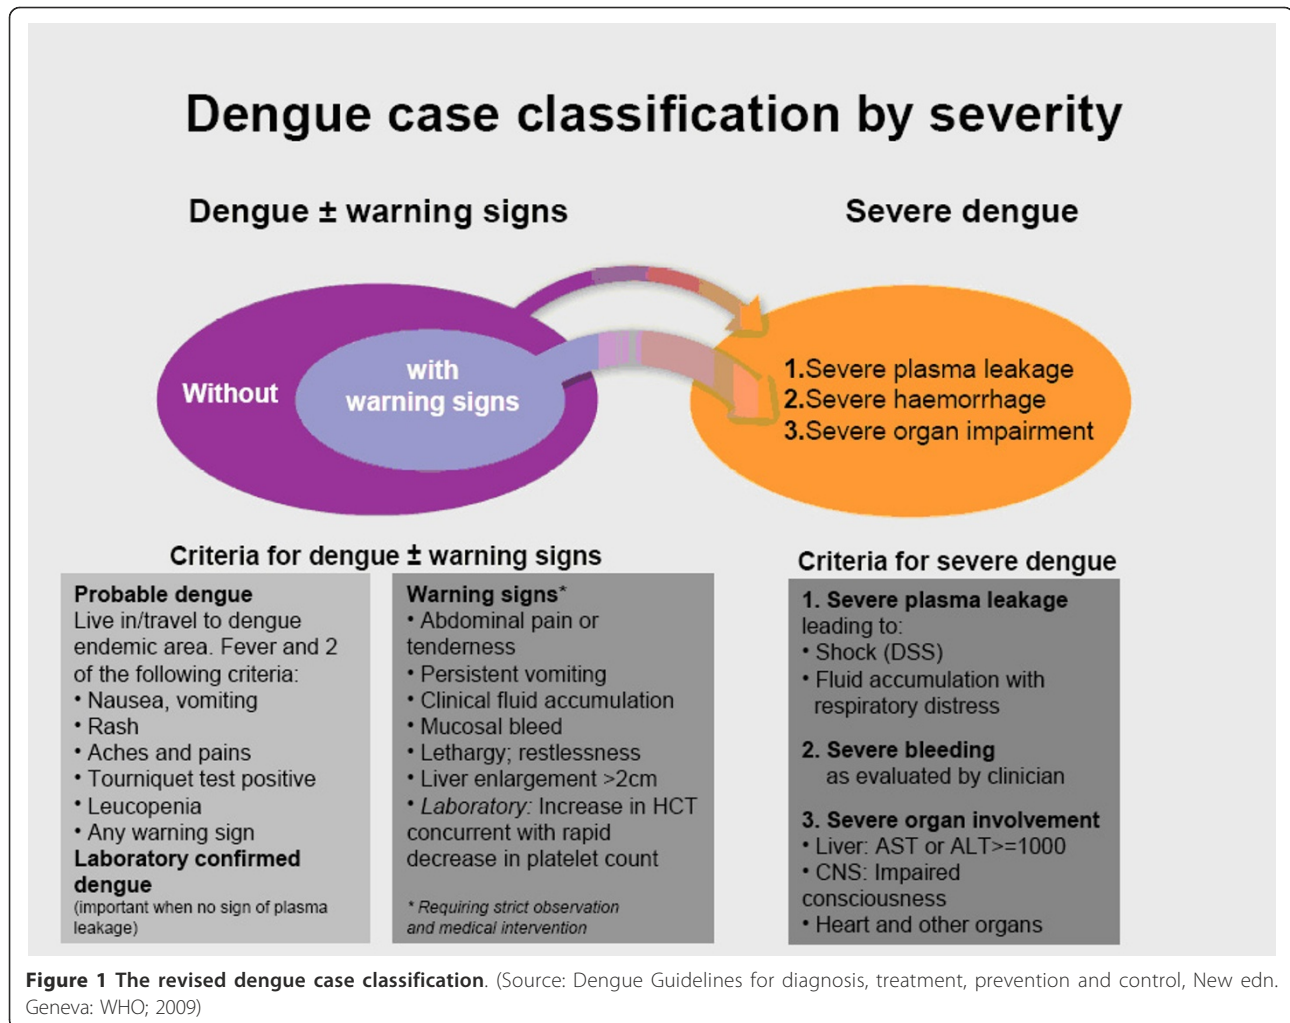 Dengue case classification by severity
Dengue ± warning signs
Severe dengue
Without
with
warning signs
1.Severe plasma leakage
2.Severe haemorrhage
3.Severe organ impairment
Criteria for dengue ± warning signs
Probable dengue
Live in/travel to dengue
endemic area. Fever and 2
of the following criteria:
• Nausea, vomiting
• Rash
• Aches and pains
• Tourniquet test positive
• Leucopenia
• Any warning sign
Laboratory confirmed
dengue
(important when no sign of plasma
leakage)
Warning signs*
• Abdominal pain or
tenderness
• Persistent vomiting
• Clinical fluid accumulation
• Mucosal bleed
• Lethargy; restlessness
• Liver enlargement >2cm
• Laboratory: Increase in HCT
concurrent with rapid
decrease in platelet count
* Requiring strict observation
and medical intervention
Criteria for severe dengue
1. Severe plasma leakage
leading to:
• Shock (DSS)
• Fluid accumulation with
respiratory distress
2. Severe bleeding
as evaluated by clinician
3. Severe organ involvement
• Liver: AST or ALT>=1000
• CNS: Impaired
consciousness
• Heart and other organs
Figure 1 The revised dengue case classification. (Source: Dengue Guidelines for diagnosis, treatment, prevention and control, New edn.
Geneva: WHO; 2009)